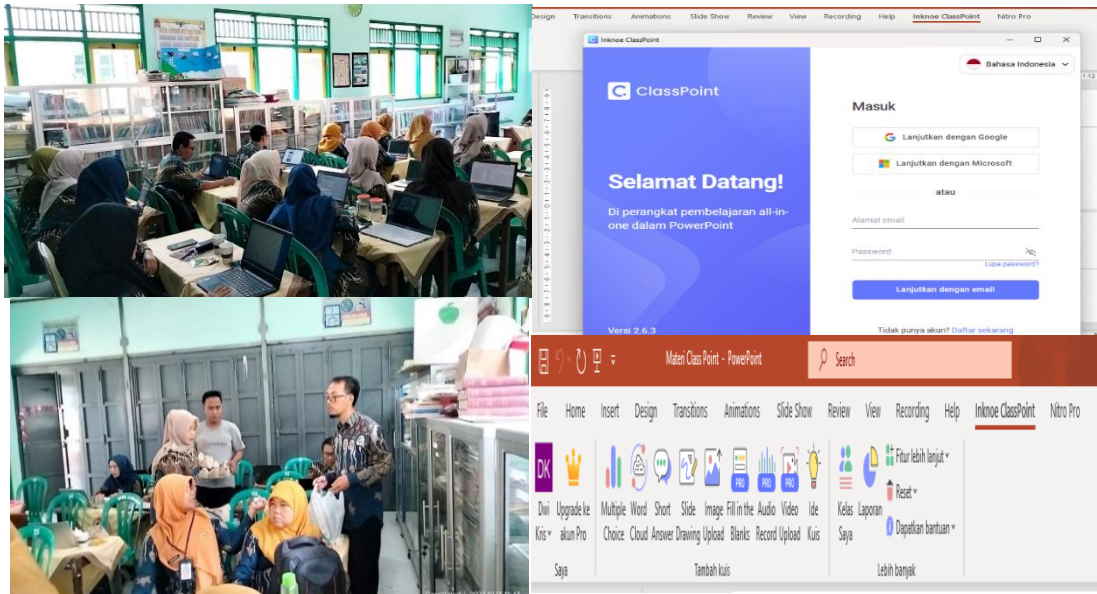 Design Transitions Animations Slide Show Review View Recording Help Inknoe ClassPoint Nitro Pro
Inknoe ClassPoint
Bahasa Indonesia
ClassPoint
Masuk
Lanjutkan dengan Google
Lanjutkan dengan Microsoft
atau
Selamat Datang!
Di perangkat pembelajaran all-in-
one dalam PowerPoint
Alamat email
Password
Lupa password?
Lanjutkan dengan email
Versi 2.6.3
Tidak punya akun? Daftar sekarang
Materi Class Point - PowerPoint
Search
File Home Insert Design Transitions Animations Slide Show Review View Recording Help Inknoe ClassPoint Nitro Pro
DK
PRO PRO PRO
Dwi Kris
Upgrade ke akun Pro
Multiple Choice
Word Cloud
Short Answer
Slide Drawing
Image Upload
Fill in the Blanks
Audio Record
Video Upload
Ide Kuis
Kelas Saya
Laporan
Fitur lebih lanjut
Reset
Dapatkan bantuan
Saya
Tambah kuis
Lebih banyak